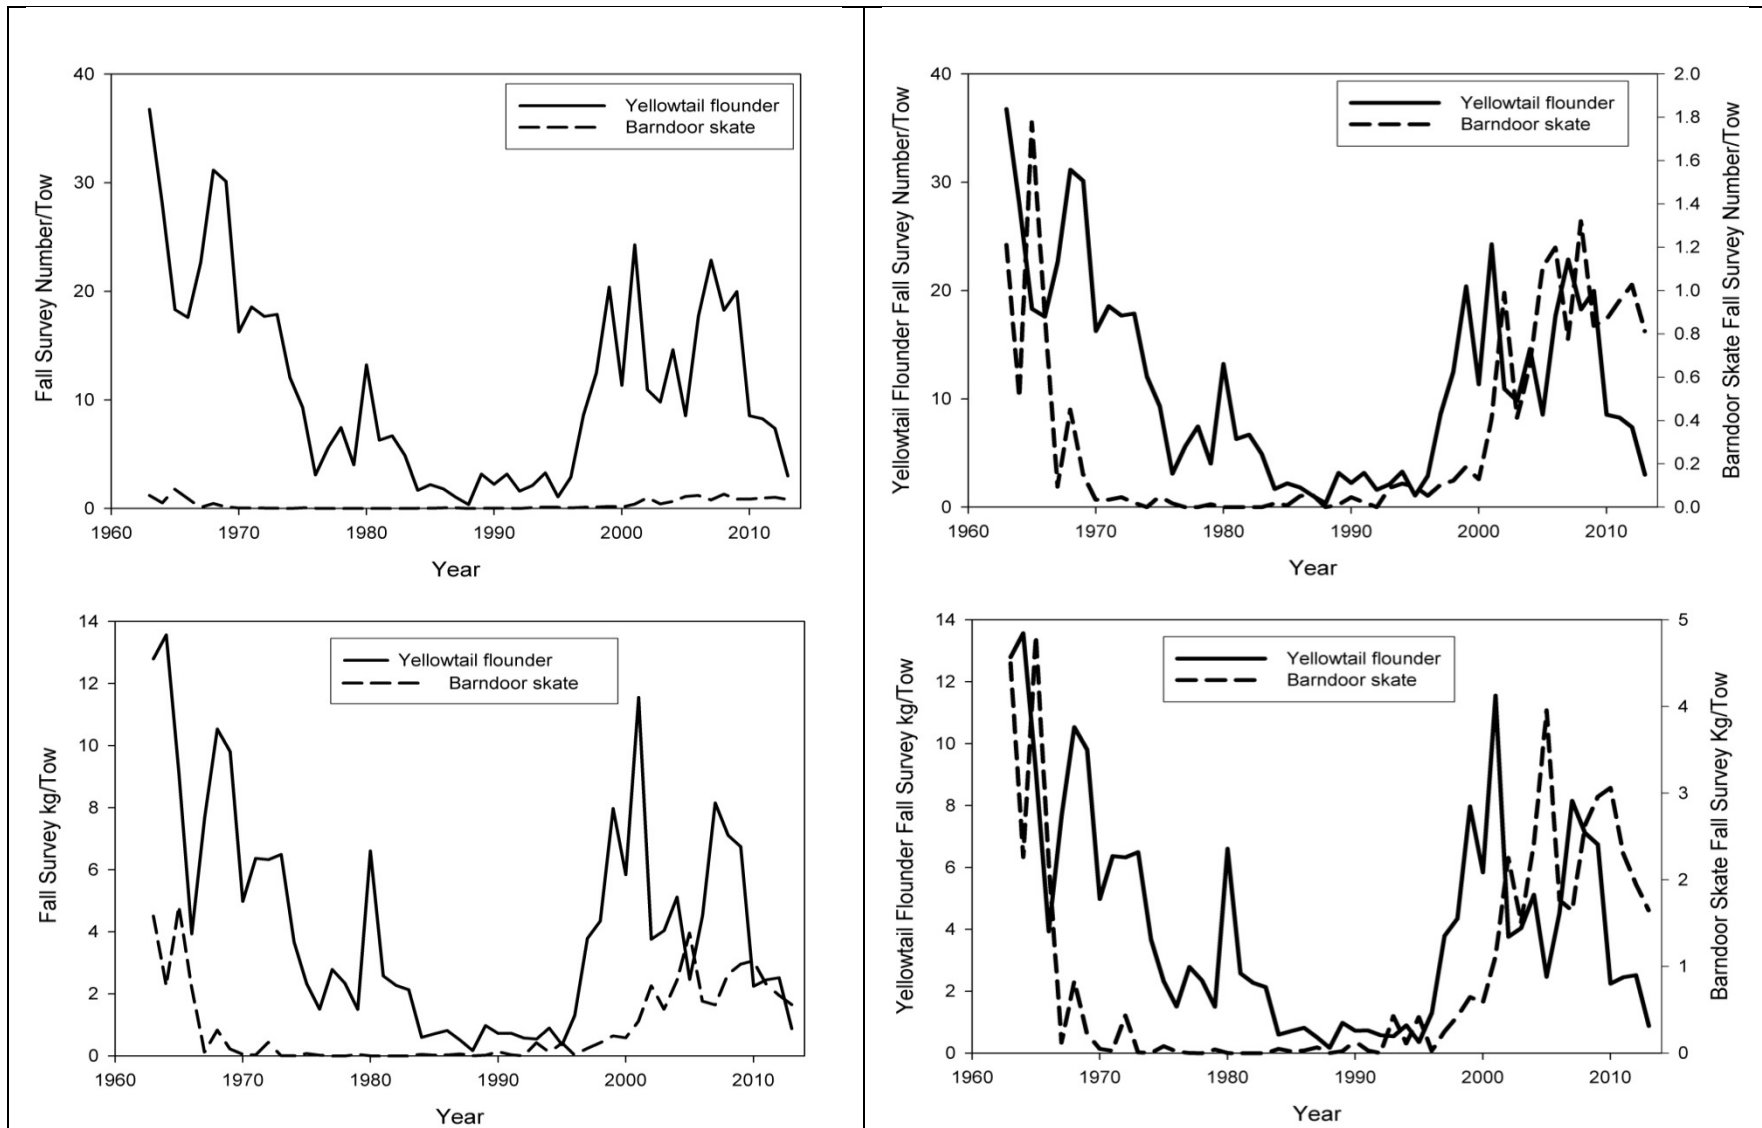 40
30
20
10
0
Fall Survey Number/Tow
Yellowtail flounder
Barndoor skate
1960 1970 1980 1990 2000 2010
Year
40
30
20
10
0
Yellowtail Flounder Fall Survey Number/Tow
Yellowtail flounder
Barndoor skate
2.0
1.8
1.6
1.4
1.2
1.0
0.8
0.6
0.4
0.2
0.0
Barndoor Skate Fall Survey Number/Tow
1960 1970 1980 1990 2000 2010
Year
14
12
10
8
6
4
2
0
Fall Survey kg/Tow
Yellowtail flounder
Barndoor skate
1960 1970 1980 1990 2000 2010
Year
14
12
10
8
6
4
2
0
Yellowtail Flounder Fall Survey kg/Tow
Yellowtail flounder
Barndoor skate
5
4
3
2
1
0
Barndoor Skate Fall Survey Kg/Tow
1960 1970 1980 1990 2000 2010
Year